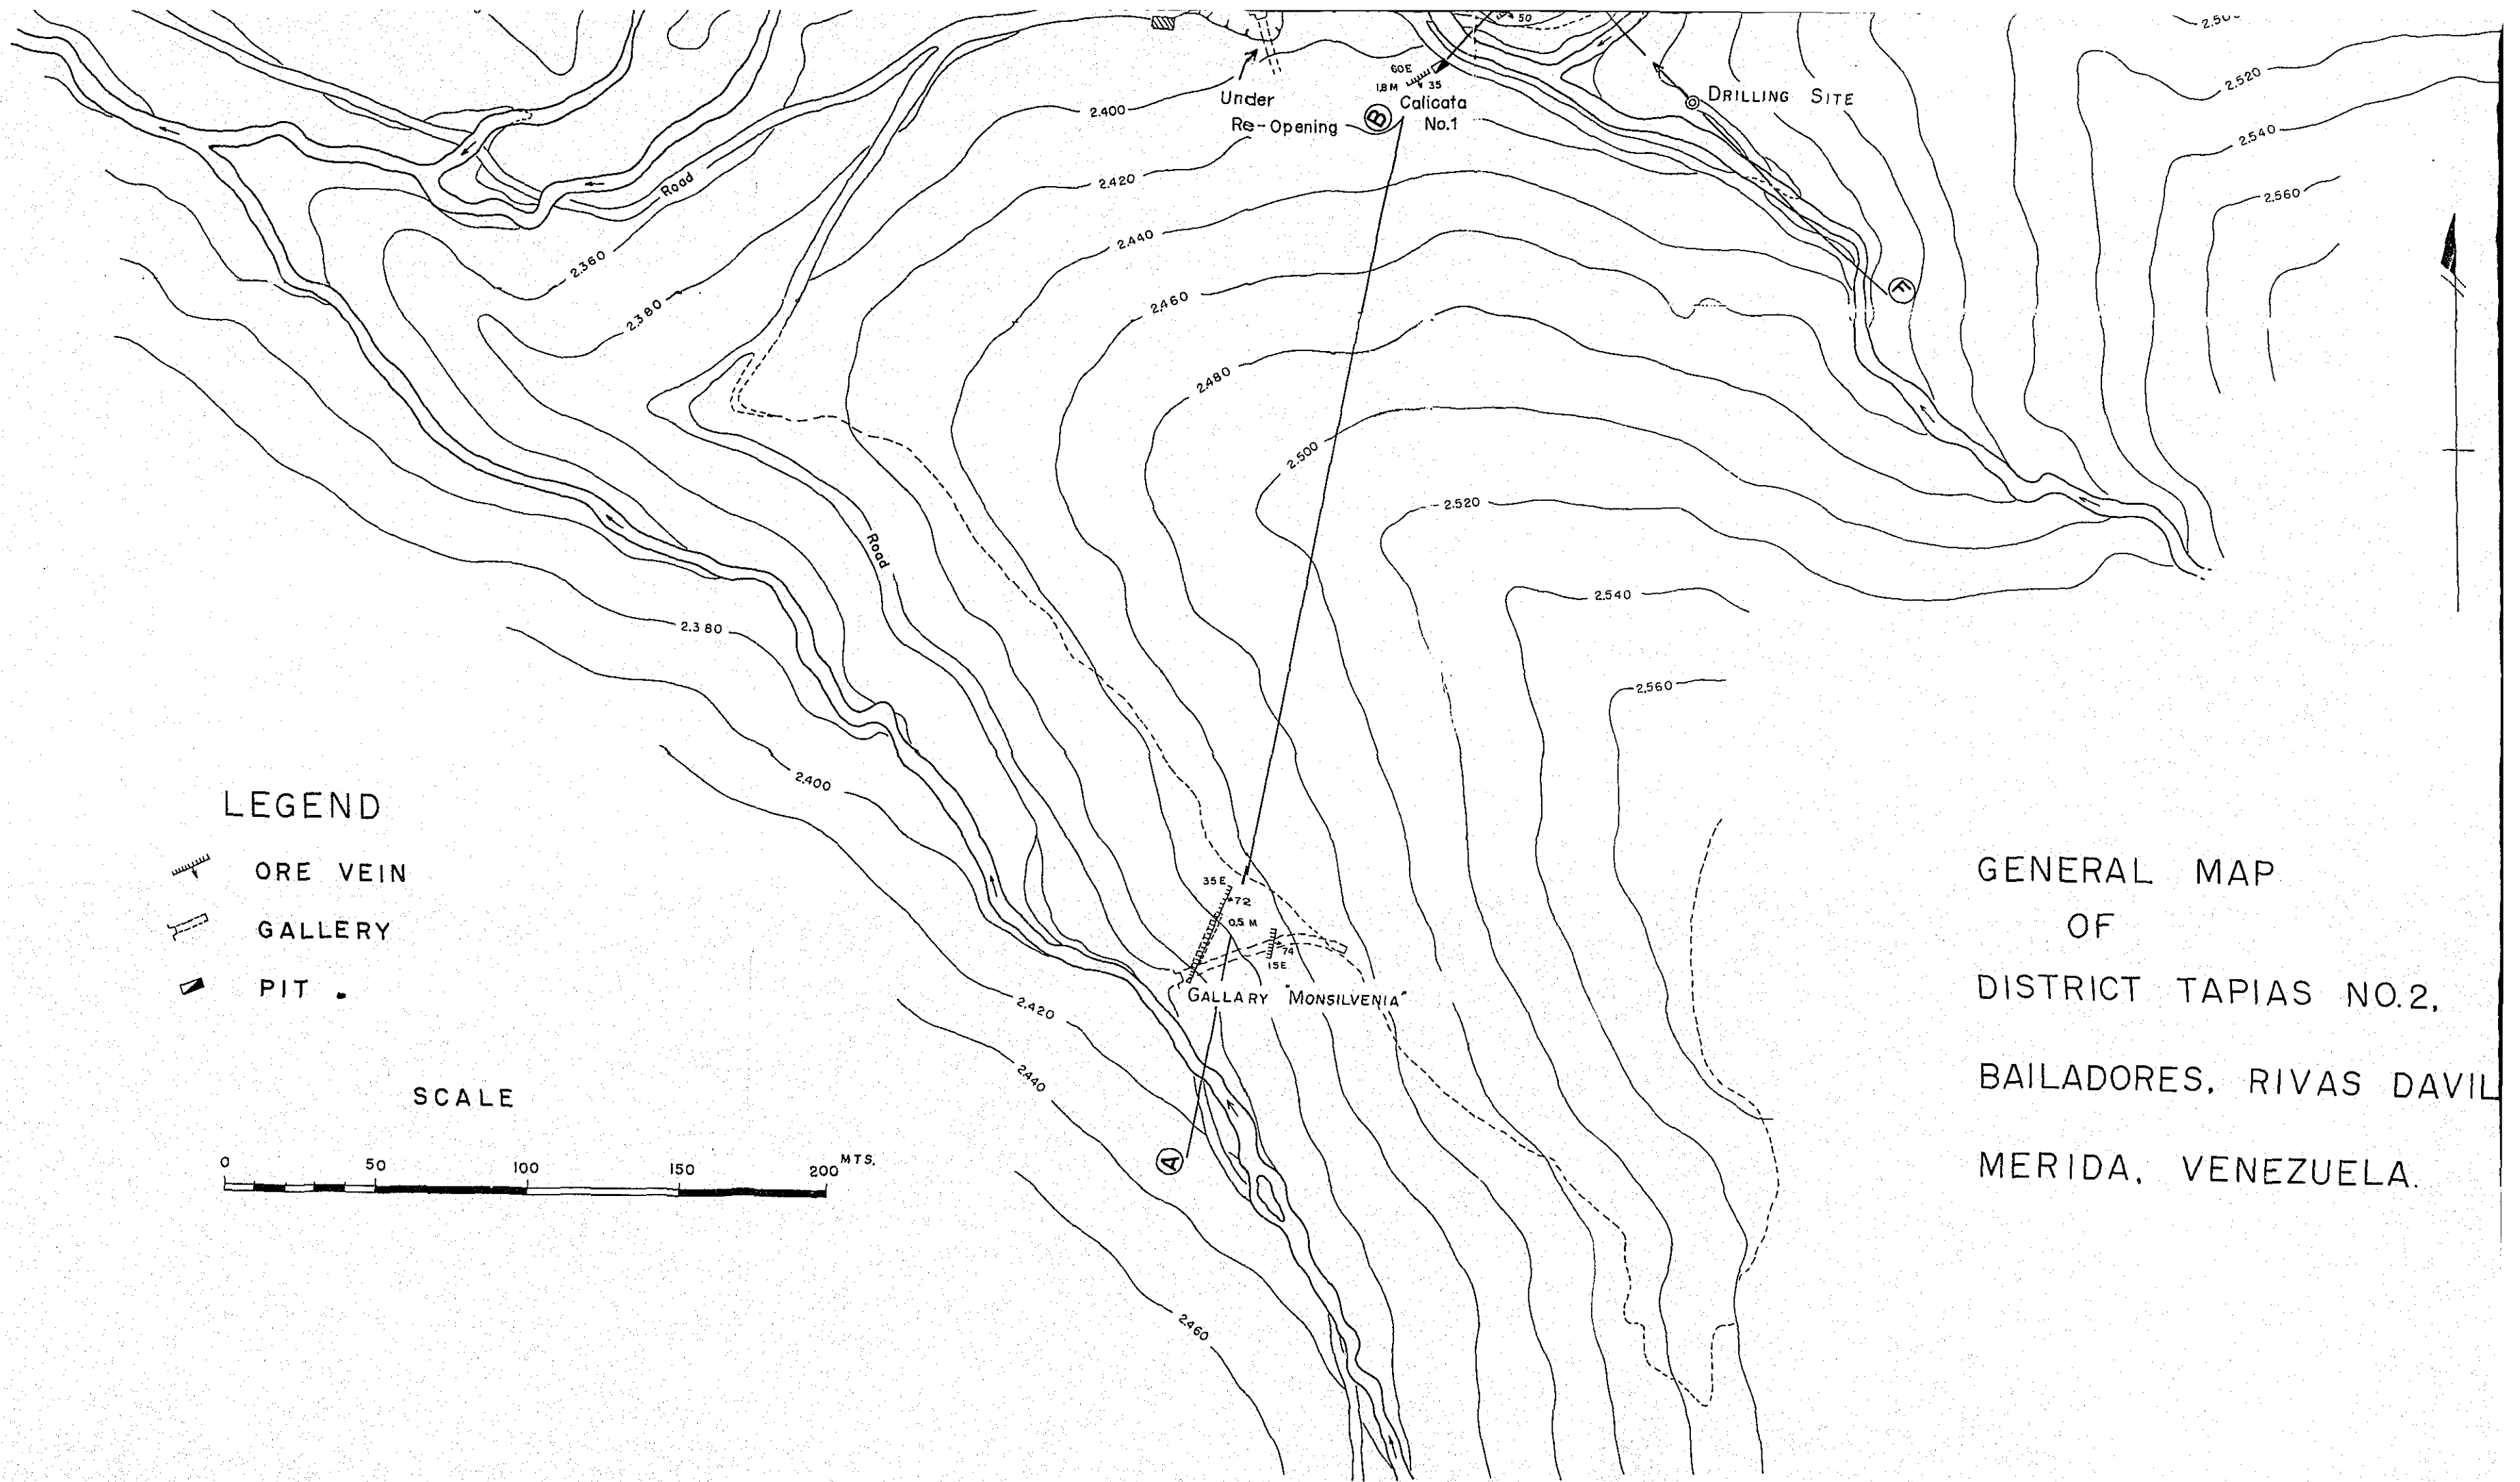 50
2.520
60E
1.8 M 35
Under
Re-Opening
B
Calicata
No.1
DRILLING SITE
2.400
2.420
2.440
2.460
2.480
2.500
2.520
2.540
2.560
2.540
2.560
F
Road
2.360
2.380
Road
2.380
2.400
2.420
2.440
2.460
35E
72
0.5 M
74
15E
GALLARY "MONSILVENIA"
A
LEGEND
ORE VEIN
GALLERY
PIT
SCALE
0 50 100 150 200 MTS.
GENERAL MAP
OF
DISTRICT TAPIAS NO.2,
BAILADORES, RIVAS DAVIL
MERIDA, VENEZUELA.